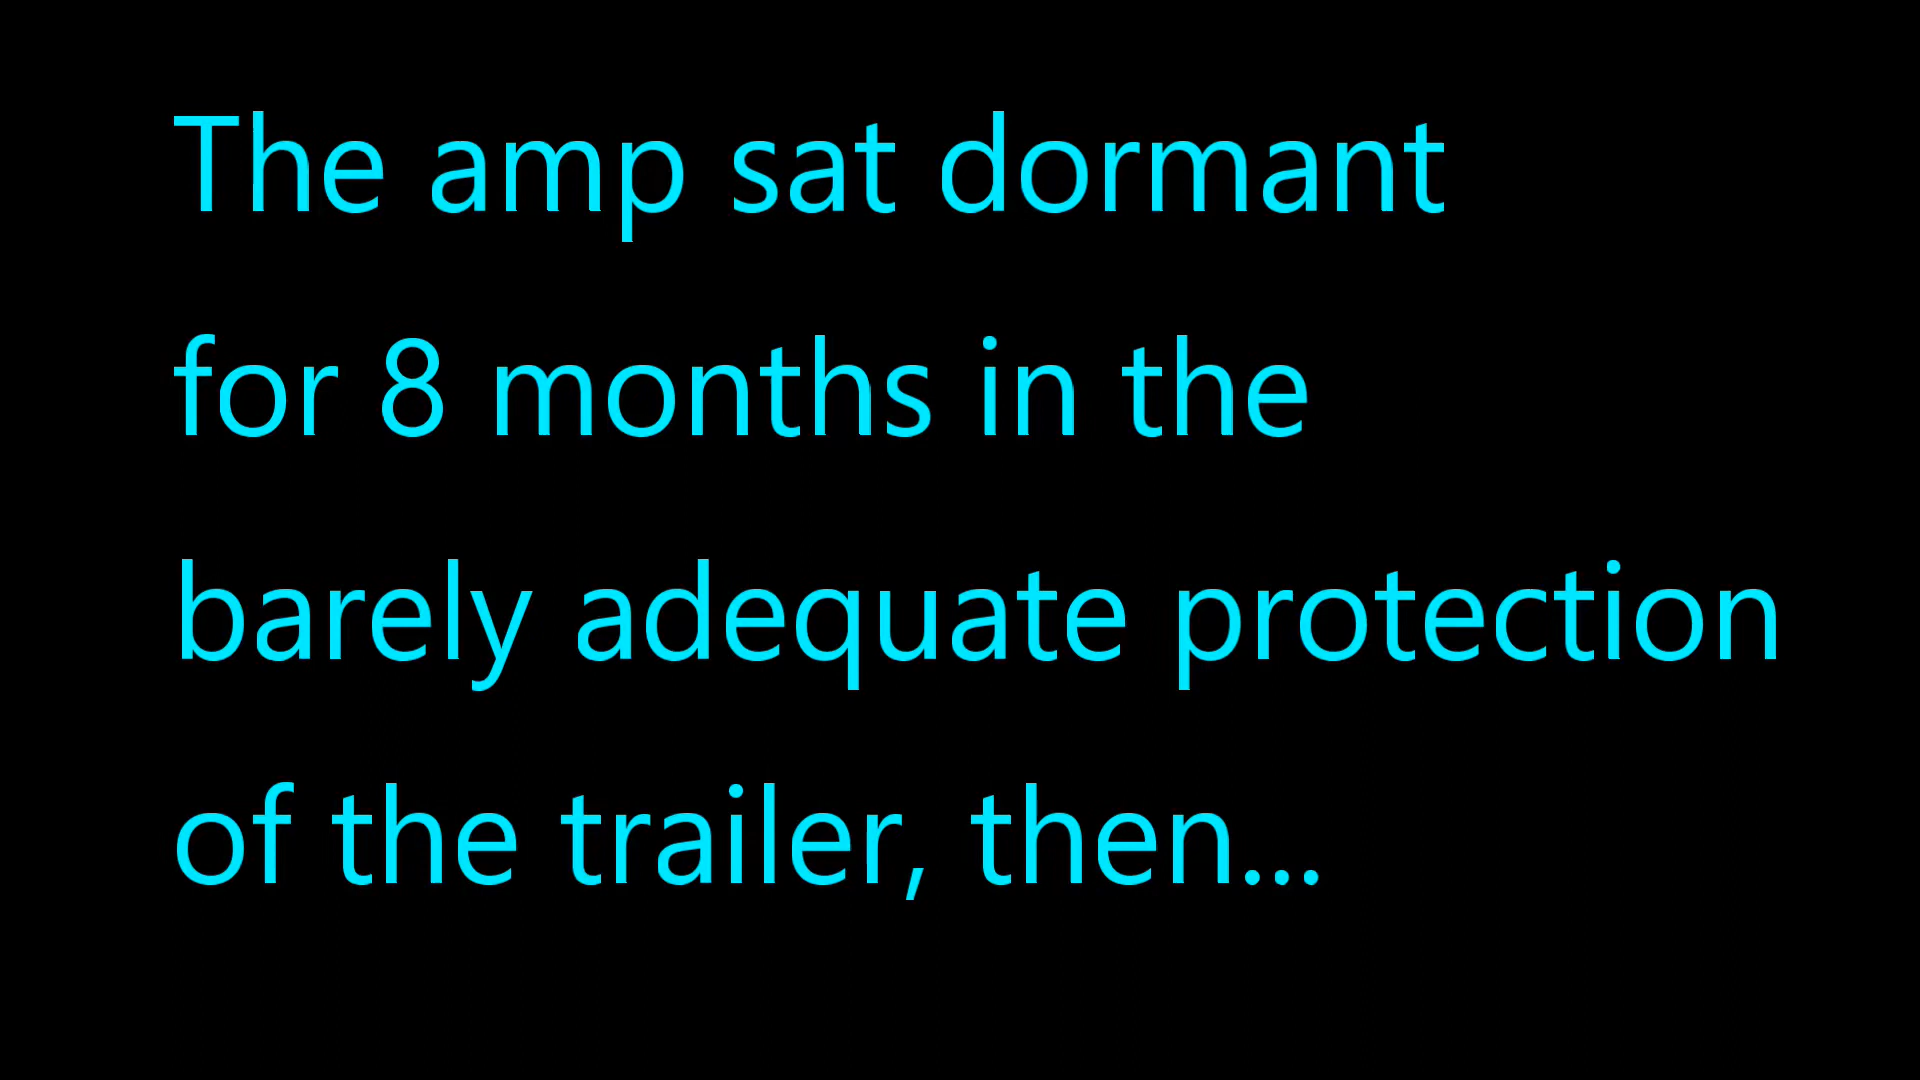 The amp sat dormant
for 8 months in the
barely adequate protection
of the trailer, then...